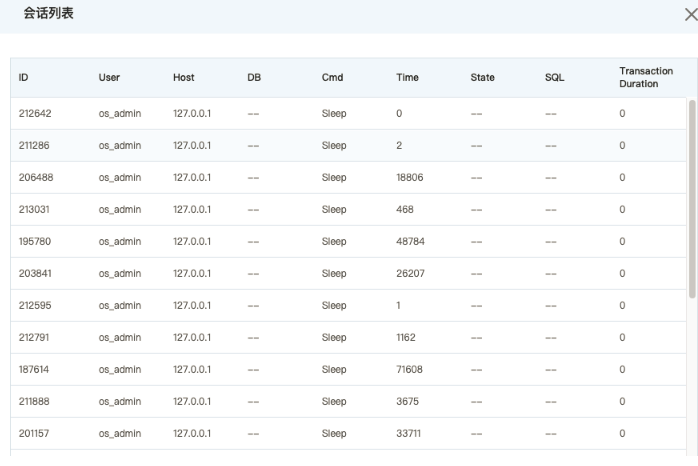 会话列表
ID User Host DB Cmd Time State SQL Transaction Duration
212642 os_admin 127.0.0.1 -- Sleep 0 -- -- 0
211286 os_admin 127.0.0.1 -- Sleep 2 -- -- 0
206488 os_admin 127.0.0.1 -- Sleep 18806 -- -- 0
213031 os_admin 127.0.0.1 -- Sleep 468 -- -- 0
195780 os_admin 127.0.0.1 -- Sleep 48784 -- -- 0
203841 os_admin 127.0.0.1 -- Sleep 26207 -- -- 0
212595 os_admin 127.0.0.1 -- Sleep 1 -- -- 0
212791 os_admin 127.0.0.1 -- Sleep 1162 -- -- 0
187614 os_admin 127.0.0.1 -- Sleep 71608 -- -- 0
211888 os_admin 127.0.0.1 -- Sleep 3675 -- -- 0
201157 os_admin 127.0.0.1 -- Sleep 33711 -- -- 0